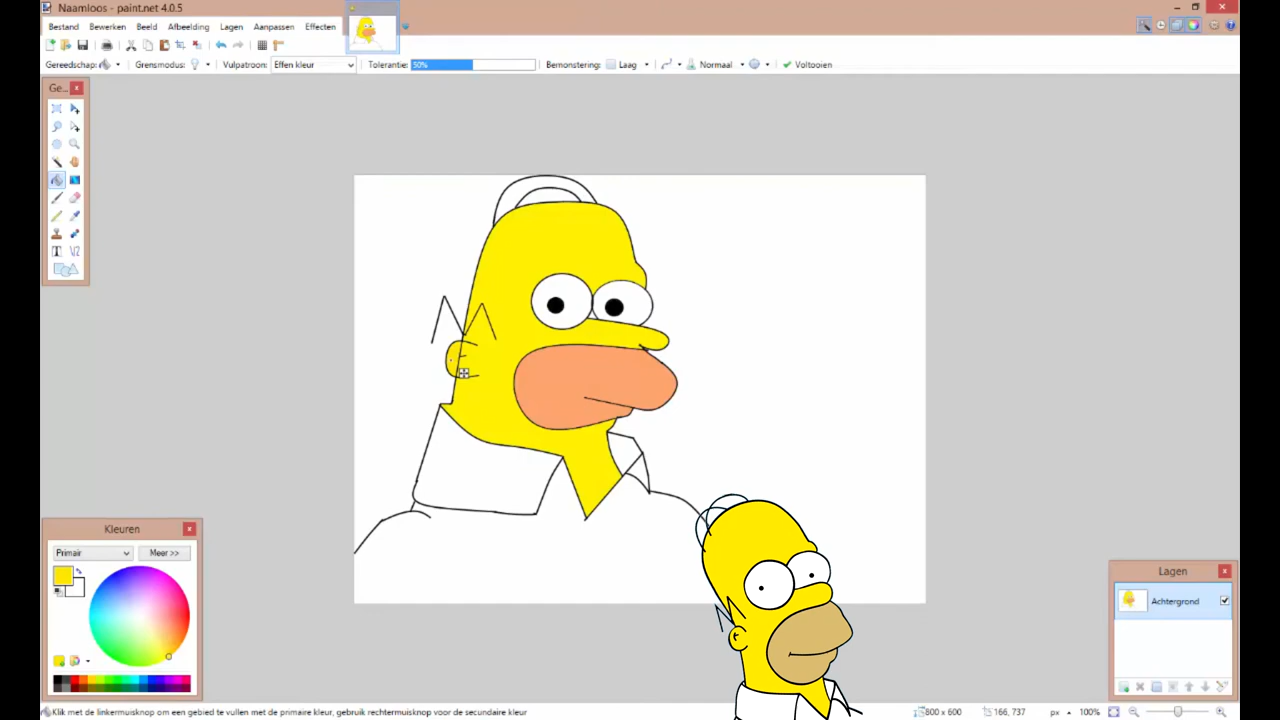 Naamloos - paint.net 4.0.5
Bestand Bewerken Beeld Afbeelding Lagen Aanpassen Effecten
Gereedschap: Grensmodus: Vulpatroon: Effen kleur Tolerantie: 50% Bemonstering: Laag Normaal Voltooien
Ge...
T
Kleuren
Primair Meer >>
Lagen
Achtergrond
Klik met de linkermuisknop om een gebied te vullen met de primaire kleur, gebruik rechtermuisknop voor de secundaire kleur 800 x 600 166, 737 px 100%